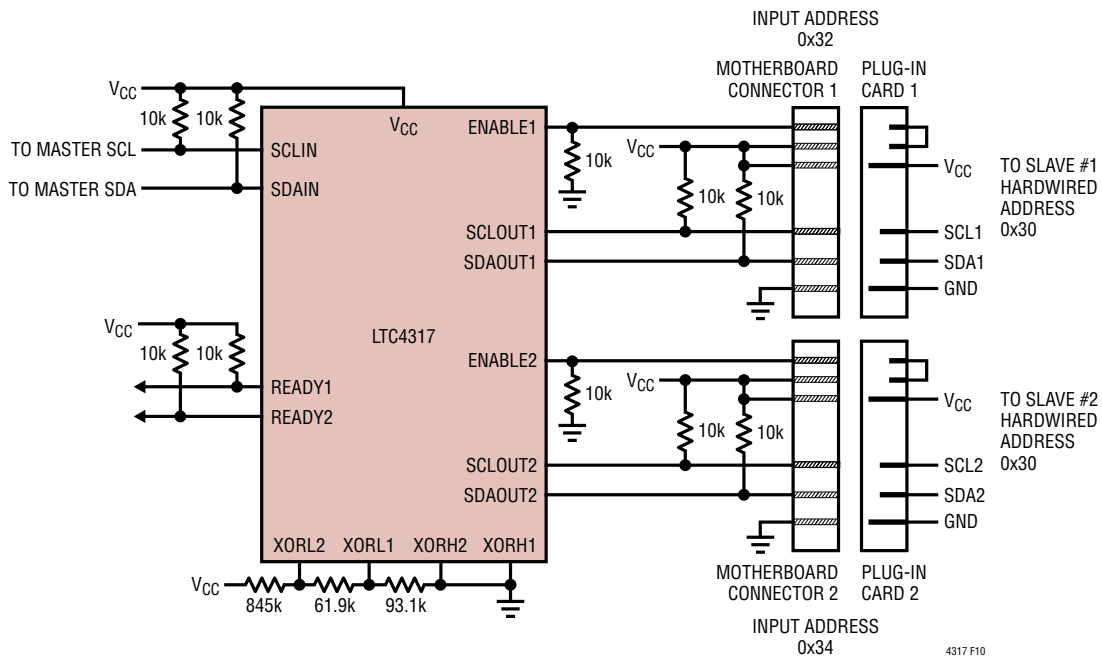 INPUT ADDRESS
0x32
MOTHERBOARD
CONNECTOR 1
PLUG-IN
CARD 1
VCC
10k
10k
TO MASTER SCL
TO MASTER SDA
VCC
SCLIN
SDAIN
ENABLE1
10k
VCC
10k
10k
SCLOUT1
SDAOUT1
VCC
SCL1
SDA1
GND
TO SLAVE #1
HARDWIRED
ADDRESS
0x30
VCC
10k
10k
READY1
READY2
LTC4317
ENABLE2
10k
VCC
10k
10k
SCLOUT2
SDAOUT2
VCC
SCL2
SDA2
GND
TO SLAVE #2
HARDWIRED
ADDRESS
0x30
XORL2
XORL1
XORH2
XORH1
VCC
845k
61.9k
93.1k
MOTHERBOARD
CONNECTOR 2
PLUG-IN
CARD 2
INPUT ADDRESS
0x34
4317 F10